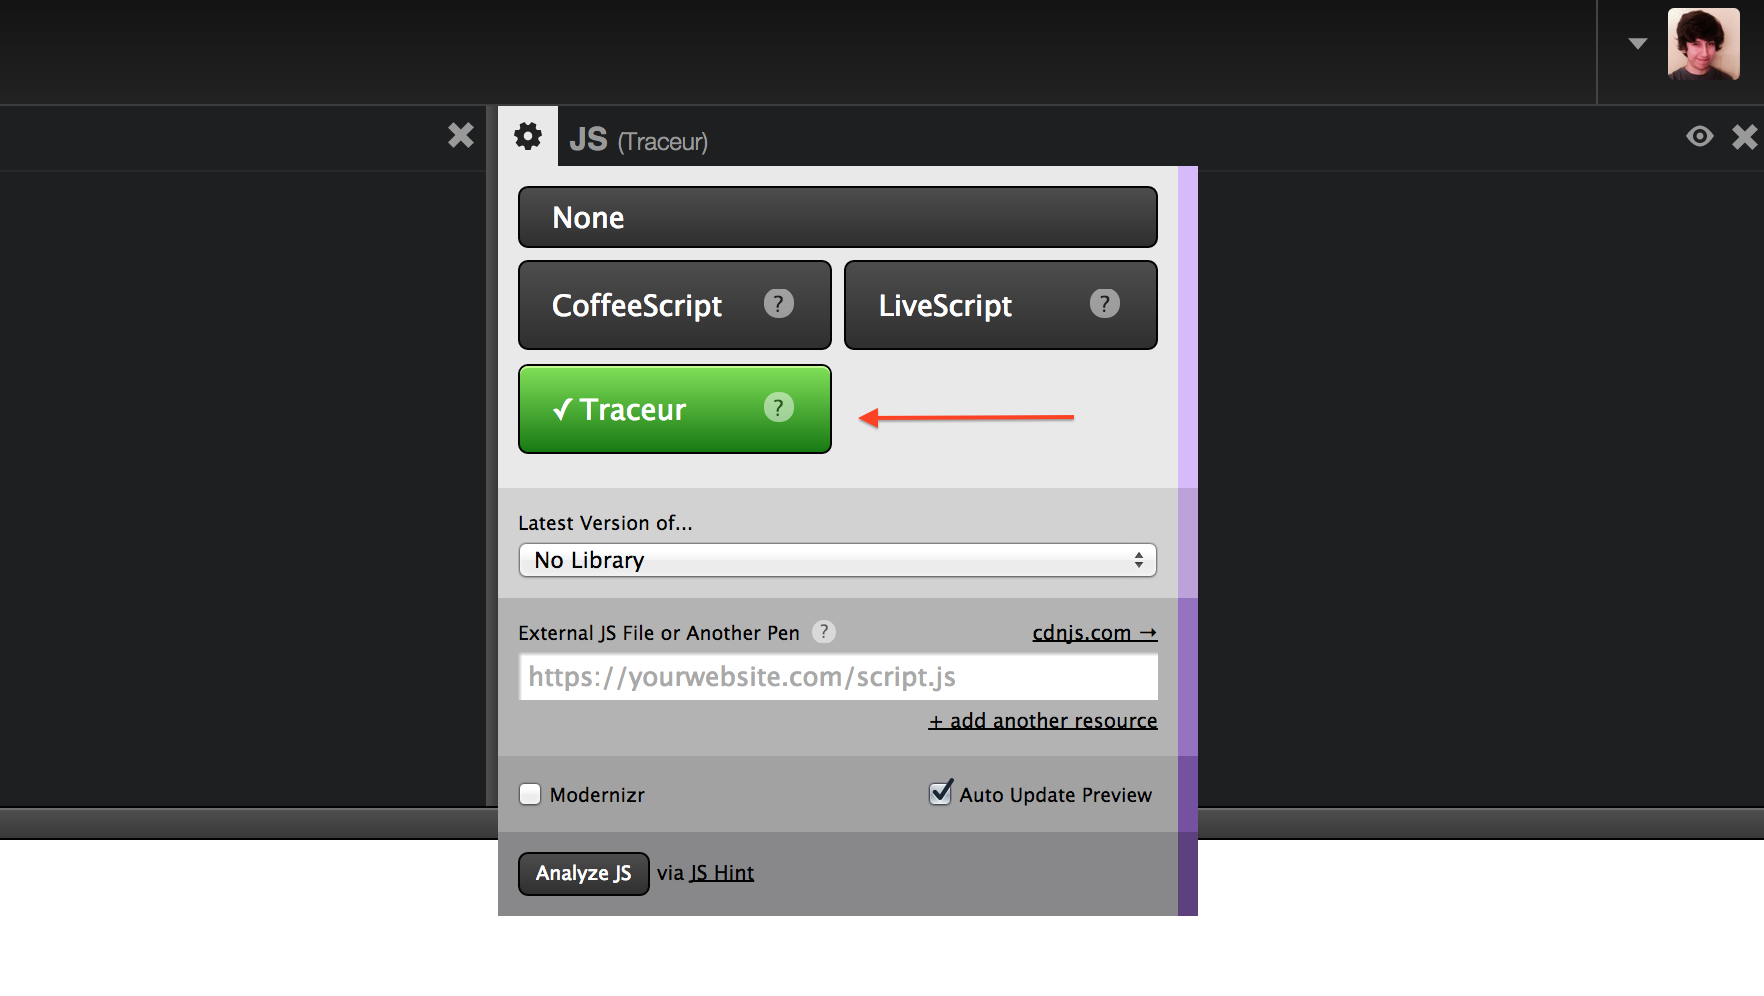 JS (Traceur)
None
CoffeeScript ? LiveScript ?
✓ Traceur ?
Latest Version of...
No Library
External JS File or Another Pen ? cdnjs.com →
https://yourwebsite.com/script.js
+ add another resource
Modernizr Auto Update Preview
Analyze JS via JS Hint